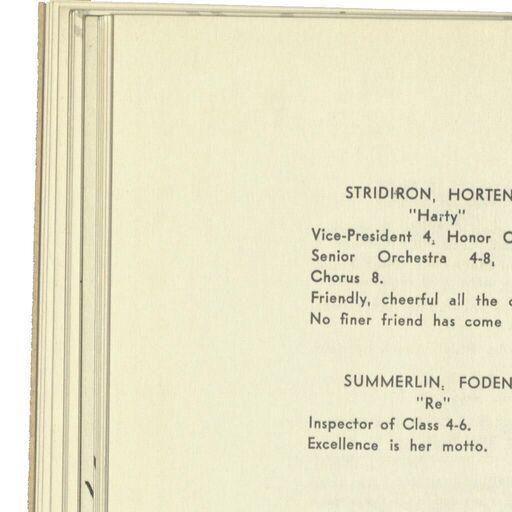 STRIDIRON, HORTEN
"Harty"
Vice-President 4, Honor C
Senior Orchestra 4-8,
Chorus 8.
Friendly, cheerful all the d
No finer friend has come
SUMMERLIN, FODEN
"Re"
Inspector of Class 4-6.
Excellence is her motto.